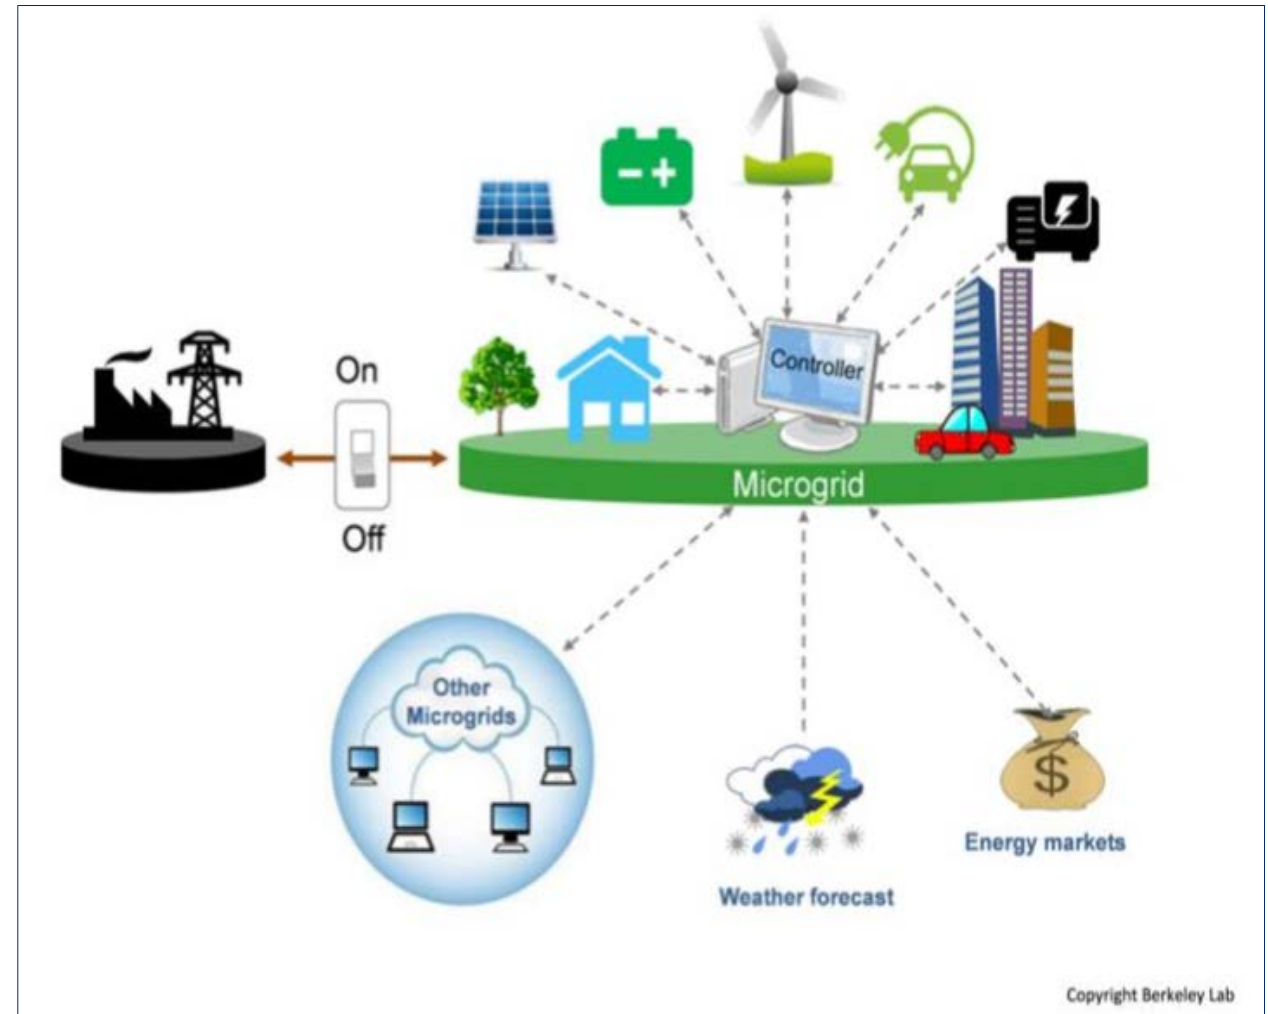 On
Controller
Off
Microgrid
Other
Microgrids
$
Energy markets
Weather forecast
Copyright Berkeley Lab